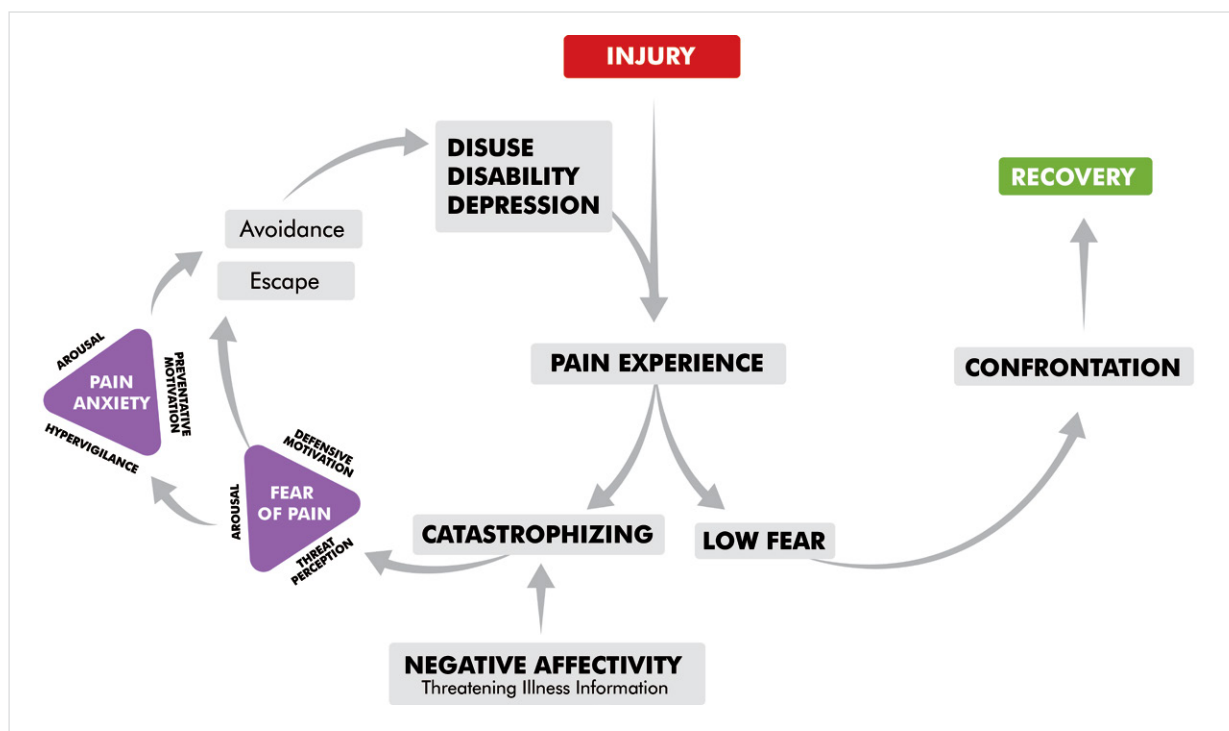 INJURY
DISUSE
DISABILITY
DEPRESSION
RECOVERY
Avoidance
Escape
AROUSAL
PREVENTATIVE
MOTIVATION
PAIN
ANXIETY
HYPERVIGILANCE
PAIN EXPERIENCE
CONFRONTATION
DEFENSIVE
MOTIVATION
AROUSAL
FEAR
OF PAIN
THREAT
PERCEPTION
CATASTROPHIZING
LOW FEAR
NEGATIVE AFFECTIVITY
Threatening Illness Information